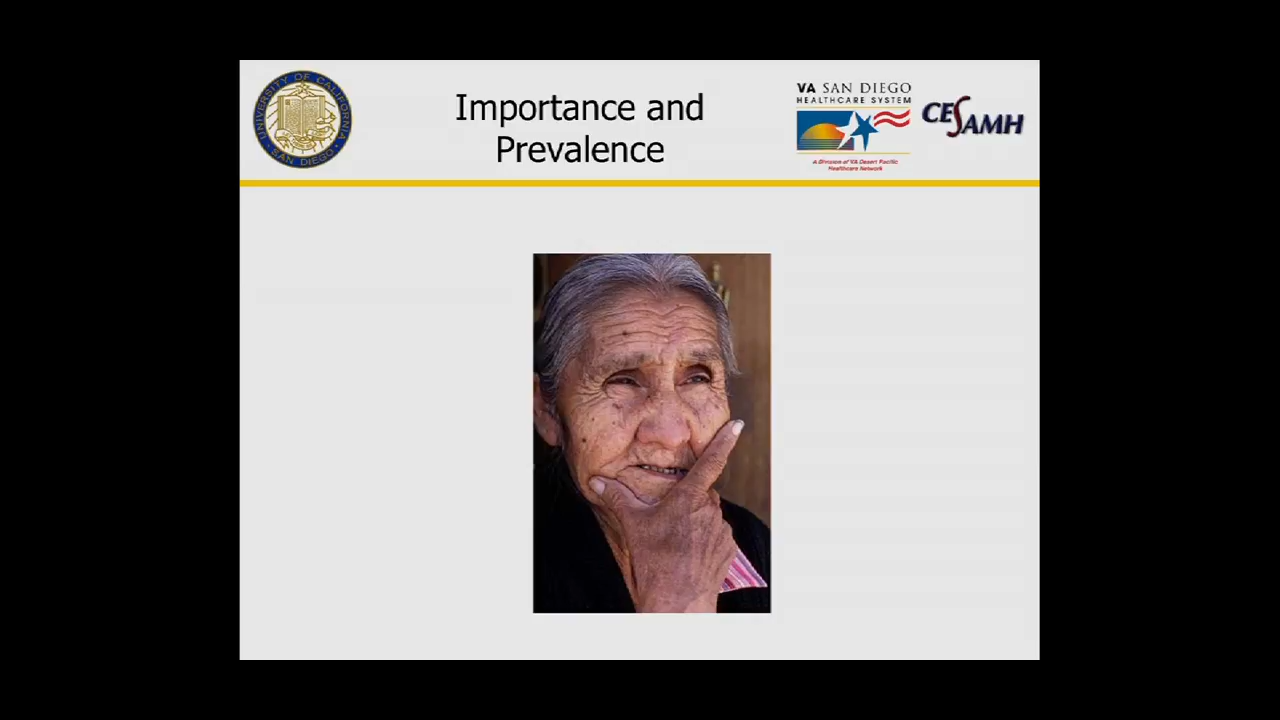 UNIVERSITY OF CALIFORNIA
SAN DIEGO
Importance and
Prevalence
VA SAN DIEGO
HEALTHCARE SYSTEM
A Division of VA Desert Pacific
Healthcare Network
CESAMH